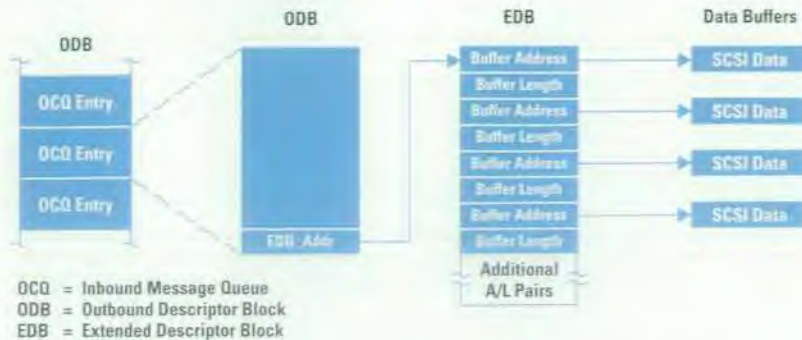 ODB
OCQ Entry
OCQ Entry
OCQ Entry
ODB
EDB_Addr
EDB
Buffer Address
Buffer Length
Buffer Address
Buffer Length
Buffer Address
Buffer Length
Buffer Address
Buffer Length
Additional
A/L Pairs
Data Buffers
SCSI Data
SCSI Data
SCSI Data
SCSI Data
OCQ = Inbound Message Queue
ODB = Outbound Descriptor Block
EDB = Extended Descriptor Block